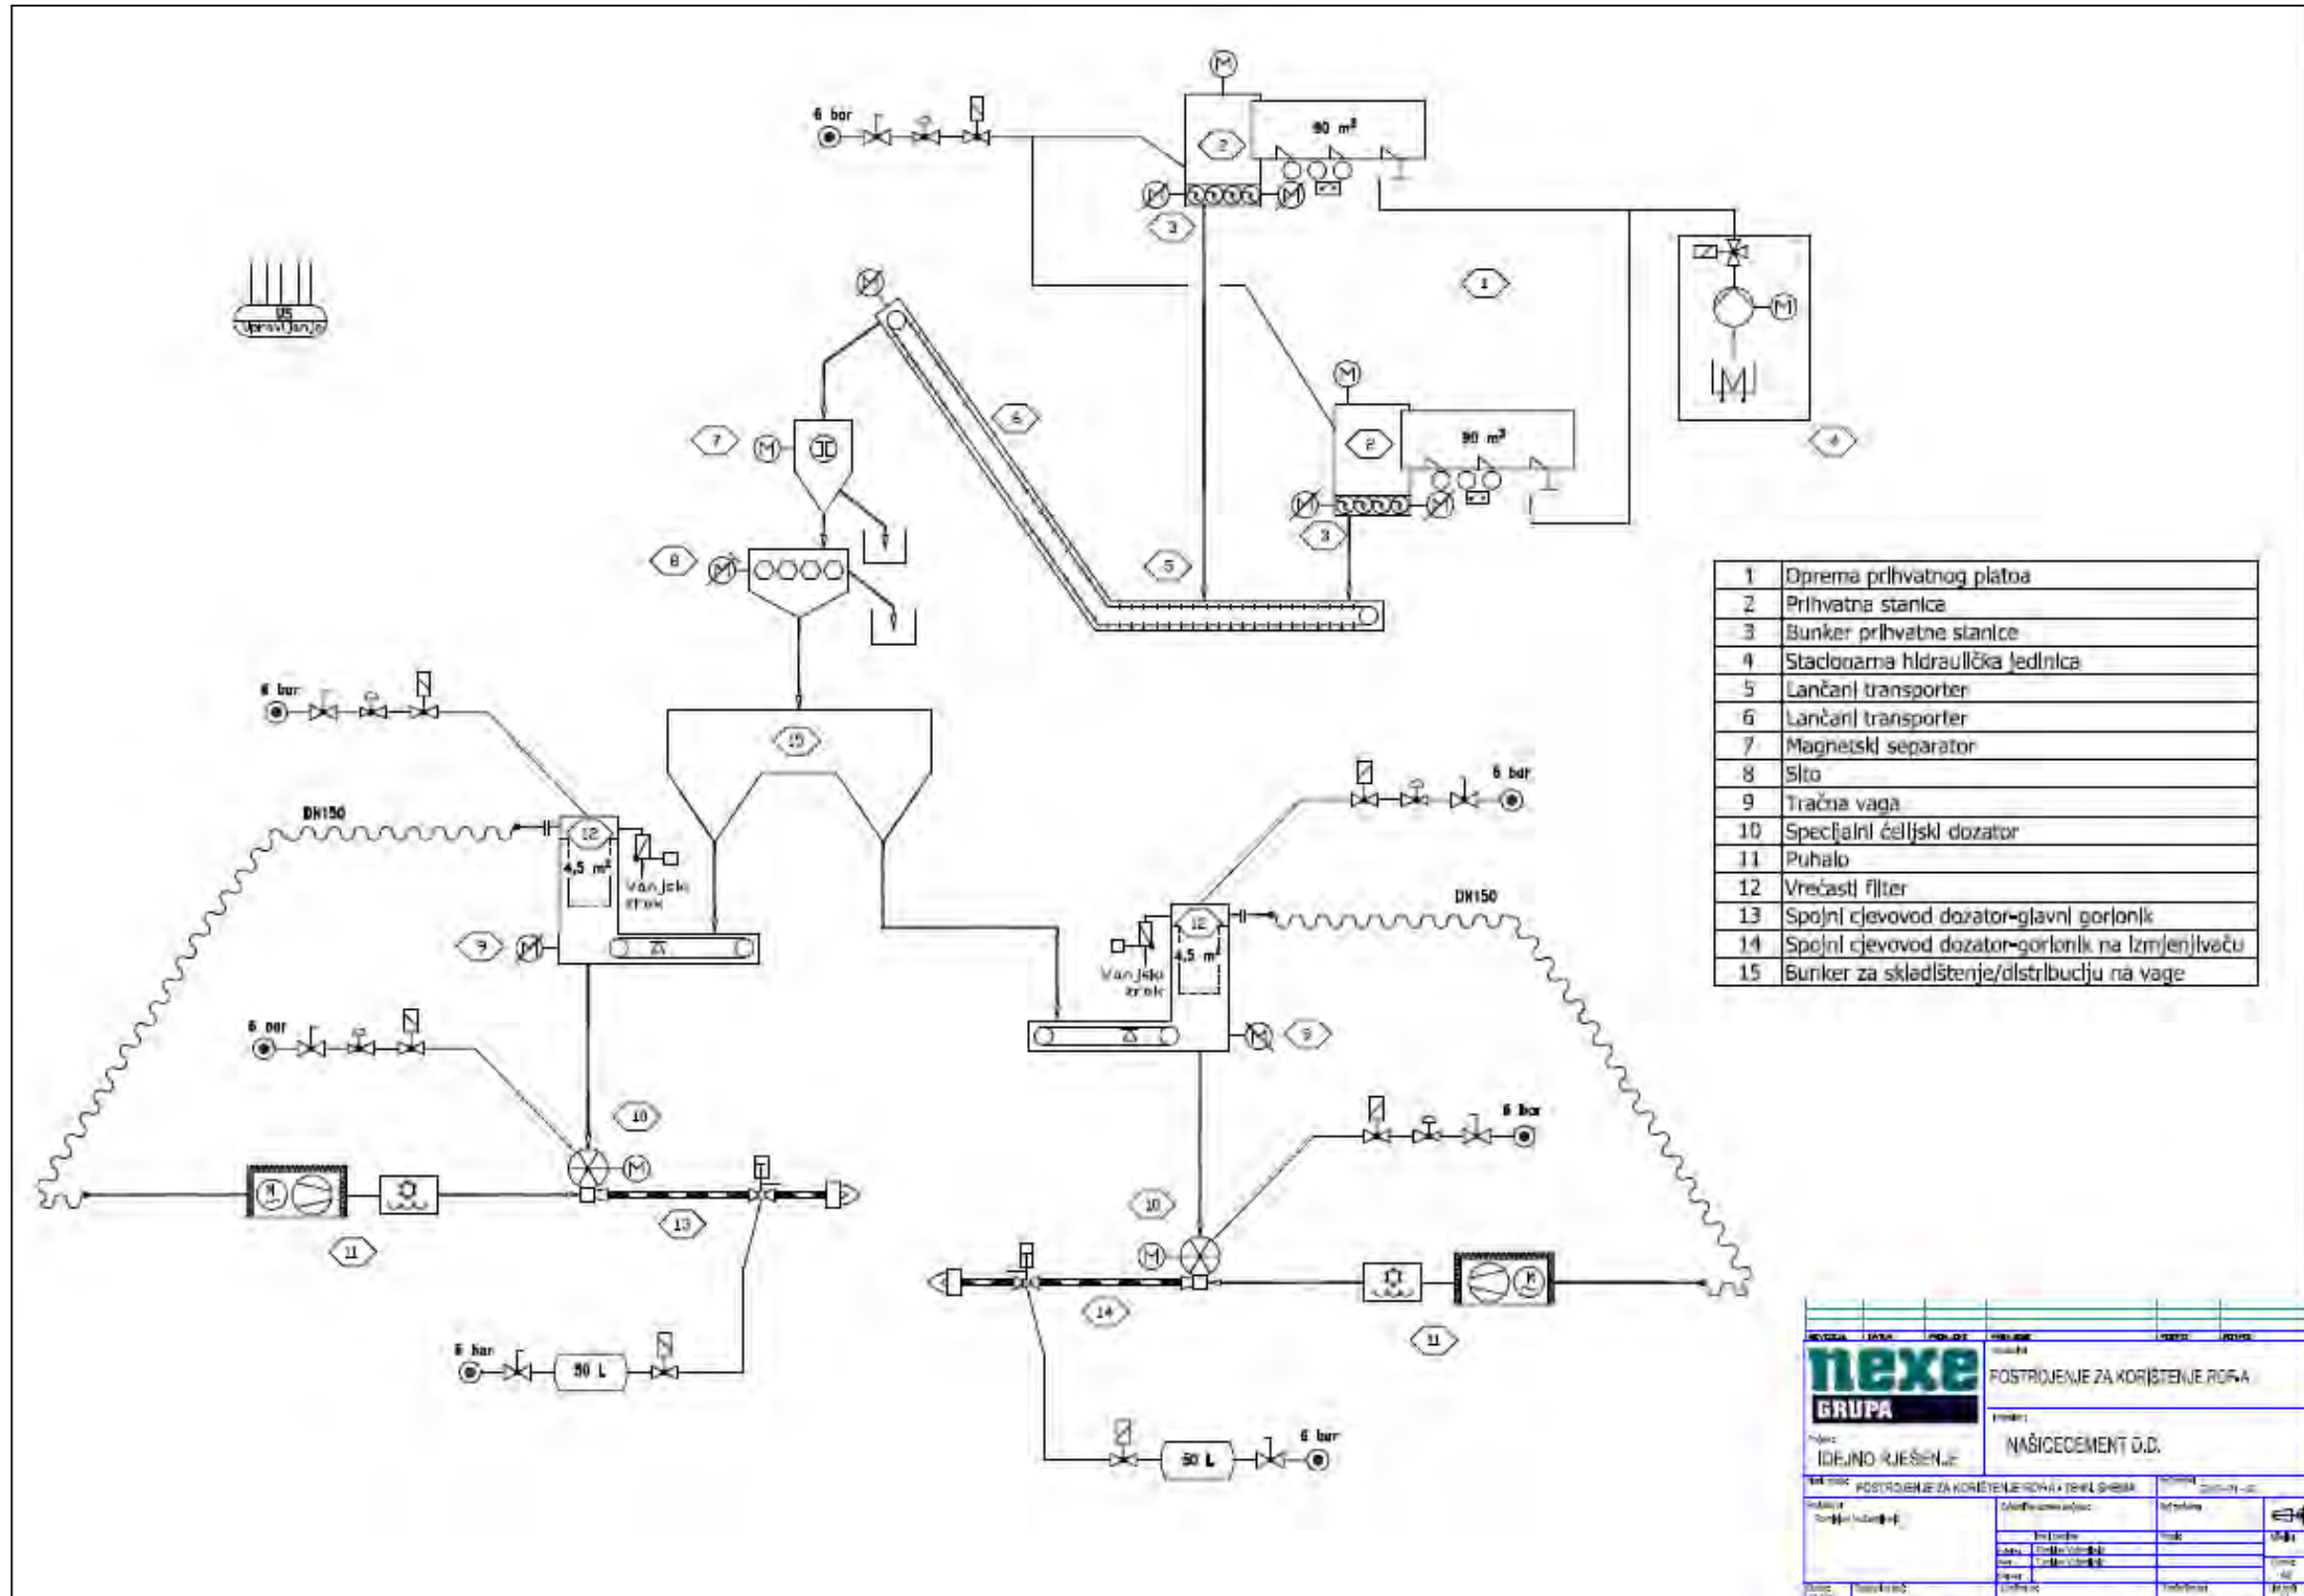 6 bar
90 m³
2
3
1
6
2
90 m³
4
7
3
8
5
Upravljanje
1 Oprema prihvatnog platoa
2 Prihvatna stanica
3 Bunker prihvatne stanice
4 Stacionarna hidraulička jedinica
5 Lančani transporter
6 Lančani transporter
7 Magnetski separator
8 Sito
9 Tračna vaga
10 Specijalni ćelijski dozator
11 Puhalo
12 Vrećasti filter
13 Spojni cjevovod dozator-glavni gorionik
14 Spojni cjevovod dozator-gorionik na izmjenjivaču
15 Bunker za skladištenje/distribuciju na vage
6 bar
15
6 bar
DN150
12
4,5 m²
Vanjski
zrak
9
DN150
12
4,5 m²
Vanjski
zrak
9
6 bar
10
6 bar
10
13
11
14
11
6 bar
50 L
6 bar
50 L
nexe
GRUPA
POSTROJENJE ZA KORIŠTENJE RDF-A
NAŠICECEMENT D.D.
IDEJNO RJEŠENJE
POSTROJENJE ZA KORIŠTENJE RDF-A